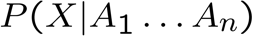 P(X|A₁ . . . Aₙ)